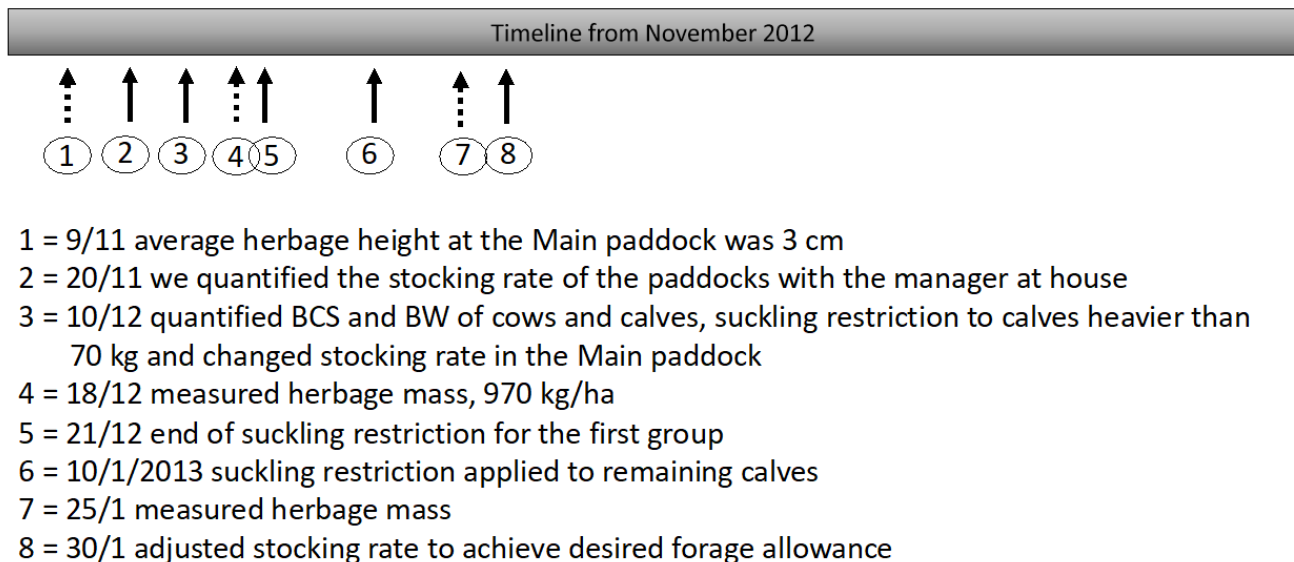 Timeline from November 2012
1 2 3 4 5 6 7 8
1 = 9/11 average herbage height at the Main paddock was 3 cm
2 = 20/11 we quantified the stocking rate of the paddocks with the manager at house
3 = 10/12 quantified BCS and BW of cows and calves, suckling restriction to calves heavier than
70 kg and changed stocking rate in the Main paddock
4 = 18/12 measured herbage mass, 970 kg/ha
5 = 21/12 end of suckling restriction for the first group
6 = 10/1/2013 suckling restriction applied to remaining calves
7 = 25/1 measured herbage mass
8 = 30/1 adjusted stocking rate to achieve desired forage allowance